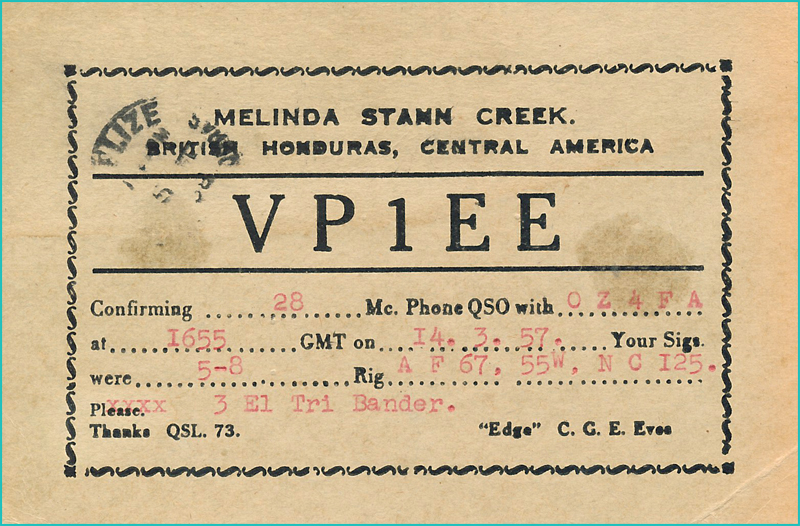 MELINDA STANN CREEK.
BRITISH HONDURAS, CENTRAL AMERICA
VP1EE
Confirming ........28........Mc. Phone QSO with OZ4FA
at........1655........GMT on....14. 3. 57.....Your Sigs.
were........5-8........Rig A F 67, 55W, N C 125.
Please. xxxx 3 El Tri Bander.
Thanks QSL. 73. "Edge" C. G. E. Eves